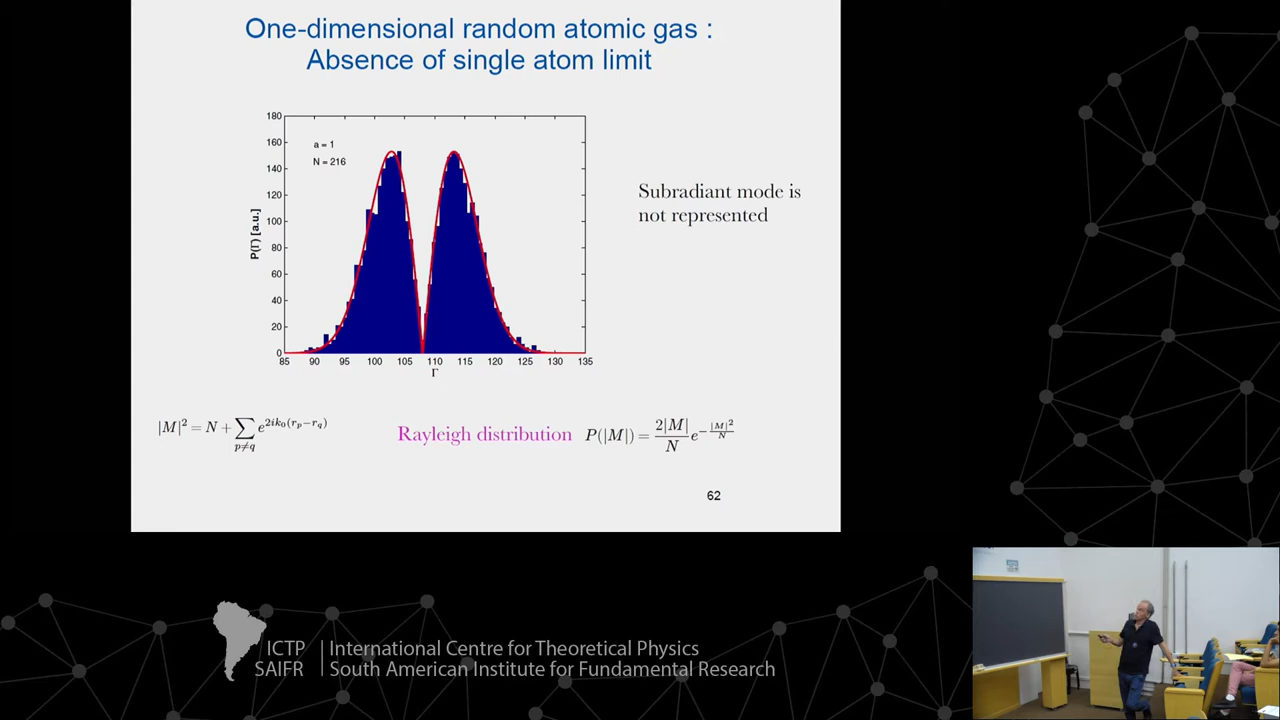 One-dimensional random atomic gas :
Absence of single atom limit
180
160
140
120
100
80
60
40
20
0
P(Γ) [a.u.]
a = 1
N = 216
85 90 95 100 105 110 115 120 125 130 135
Γ
Subradiant mode is
not represented
|M|² = N + ∑_{p≠q} e^{2ik₀(r_p−r_q)}
Rayleigh distribution P(|M|) = \frac{2|M|}{N} e^{−\frac{|M|²}{N}}
62
ICTP International Centre for Theoretical Physics
SAIFR South American Institute for Fundamental Research